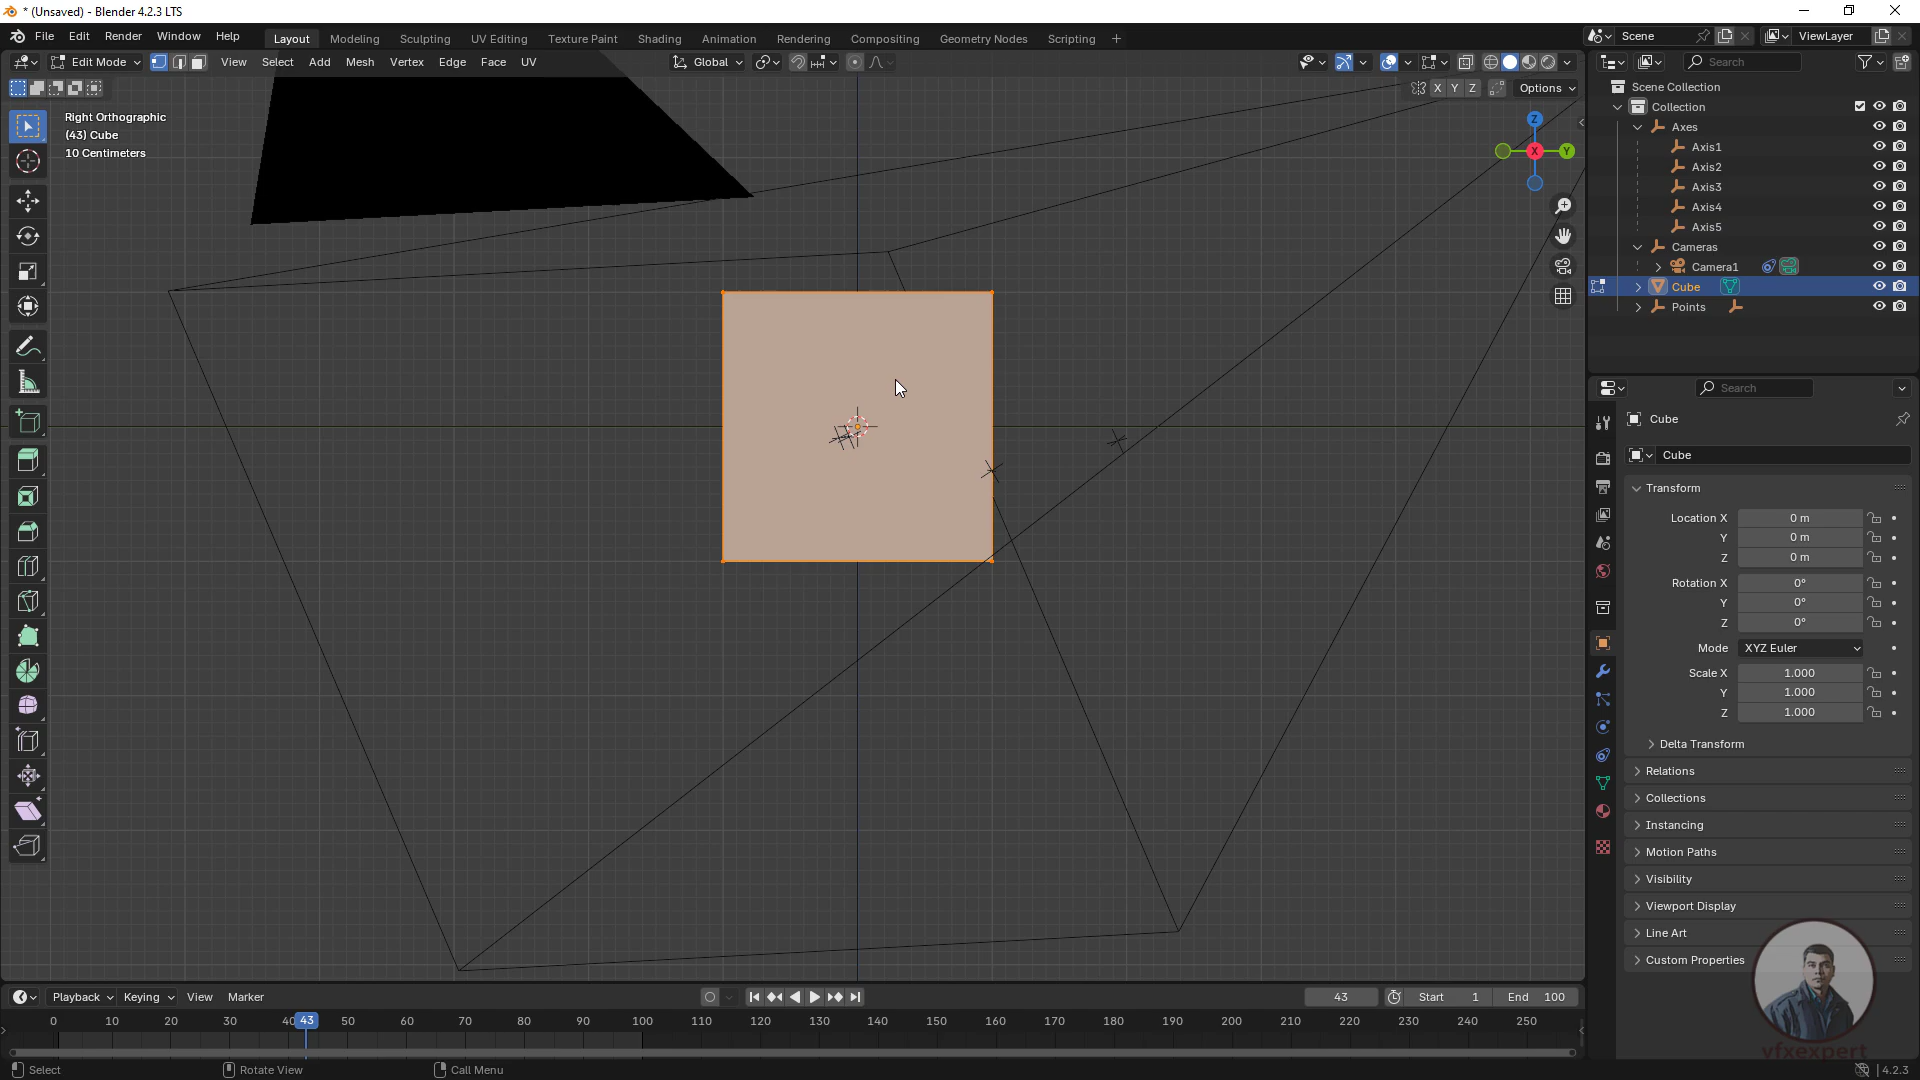 * (Unsaved) - Blender 4.2.3 LTS
File Edit Render Window Help Layout Modeling Sculpting UV Editing Texture Paint Shading Animation Rendering Compositing Geometry Nodes Scripting + Scene ViewLayer
Edit Mode View Select Add Mesh Vertex Edge Face UV Global Search
X Y Z Options
Right Orthographic
(43) Cube
10 Centimeters
Z
X
Y
Scene Collection
Collection
Axes
Axis1
Axis2
Axis3
Axis4
Axis5
Cameras
Camera1
Cube
Points
Search
Cube
Cube
Transform
Location X 0 m
Y 0 m
Z 0 m
Rotation X 0°
Y 0°
Z 0°
Mode XYZ Euler
Scale X 1.000
Y 1.000
Z 1.000
Delta Transform
Relations
Collections
Instancing
Motion Paths
Visibility
Viewport Display
Line Art
Custom Properties
Playback Keying View Marker 43 Start 1 End 100
0 10 20 30 40 43 50 60 70 80 90 100 110 120 130 140 150 160 170 180 190 200 210 220 230 240 250
Select Rotate View Call Menu 4.2.3
vfxexpert